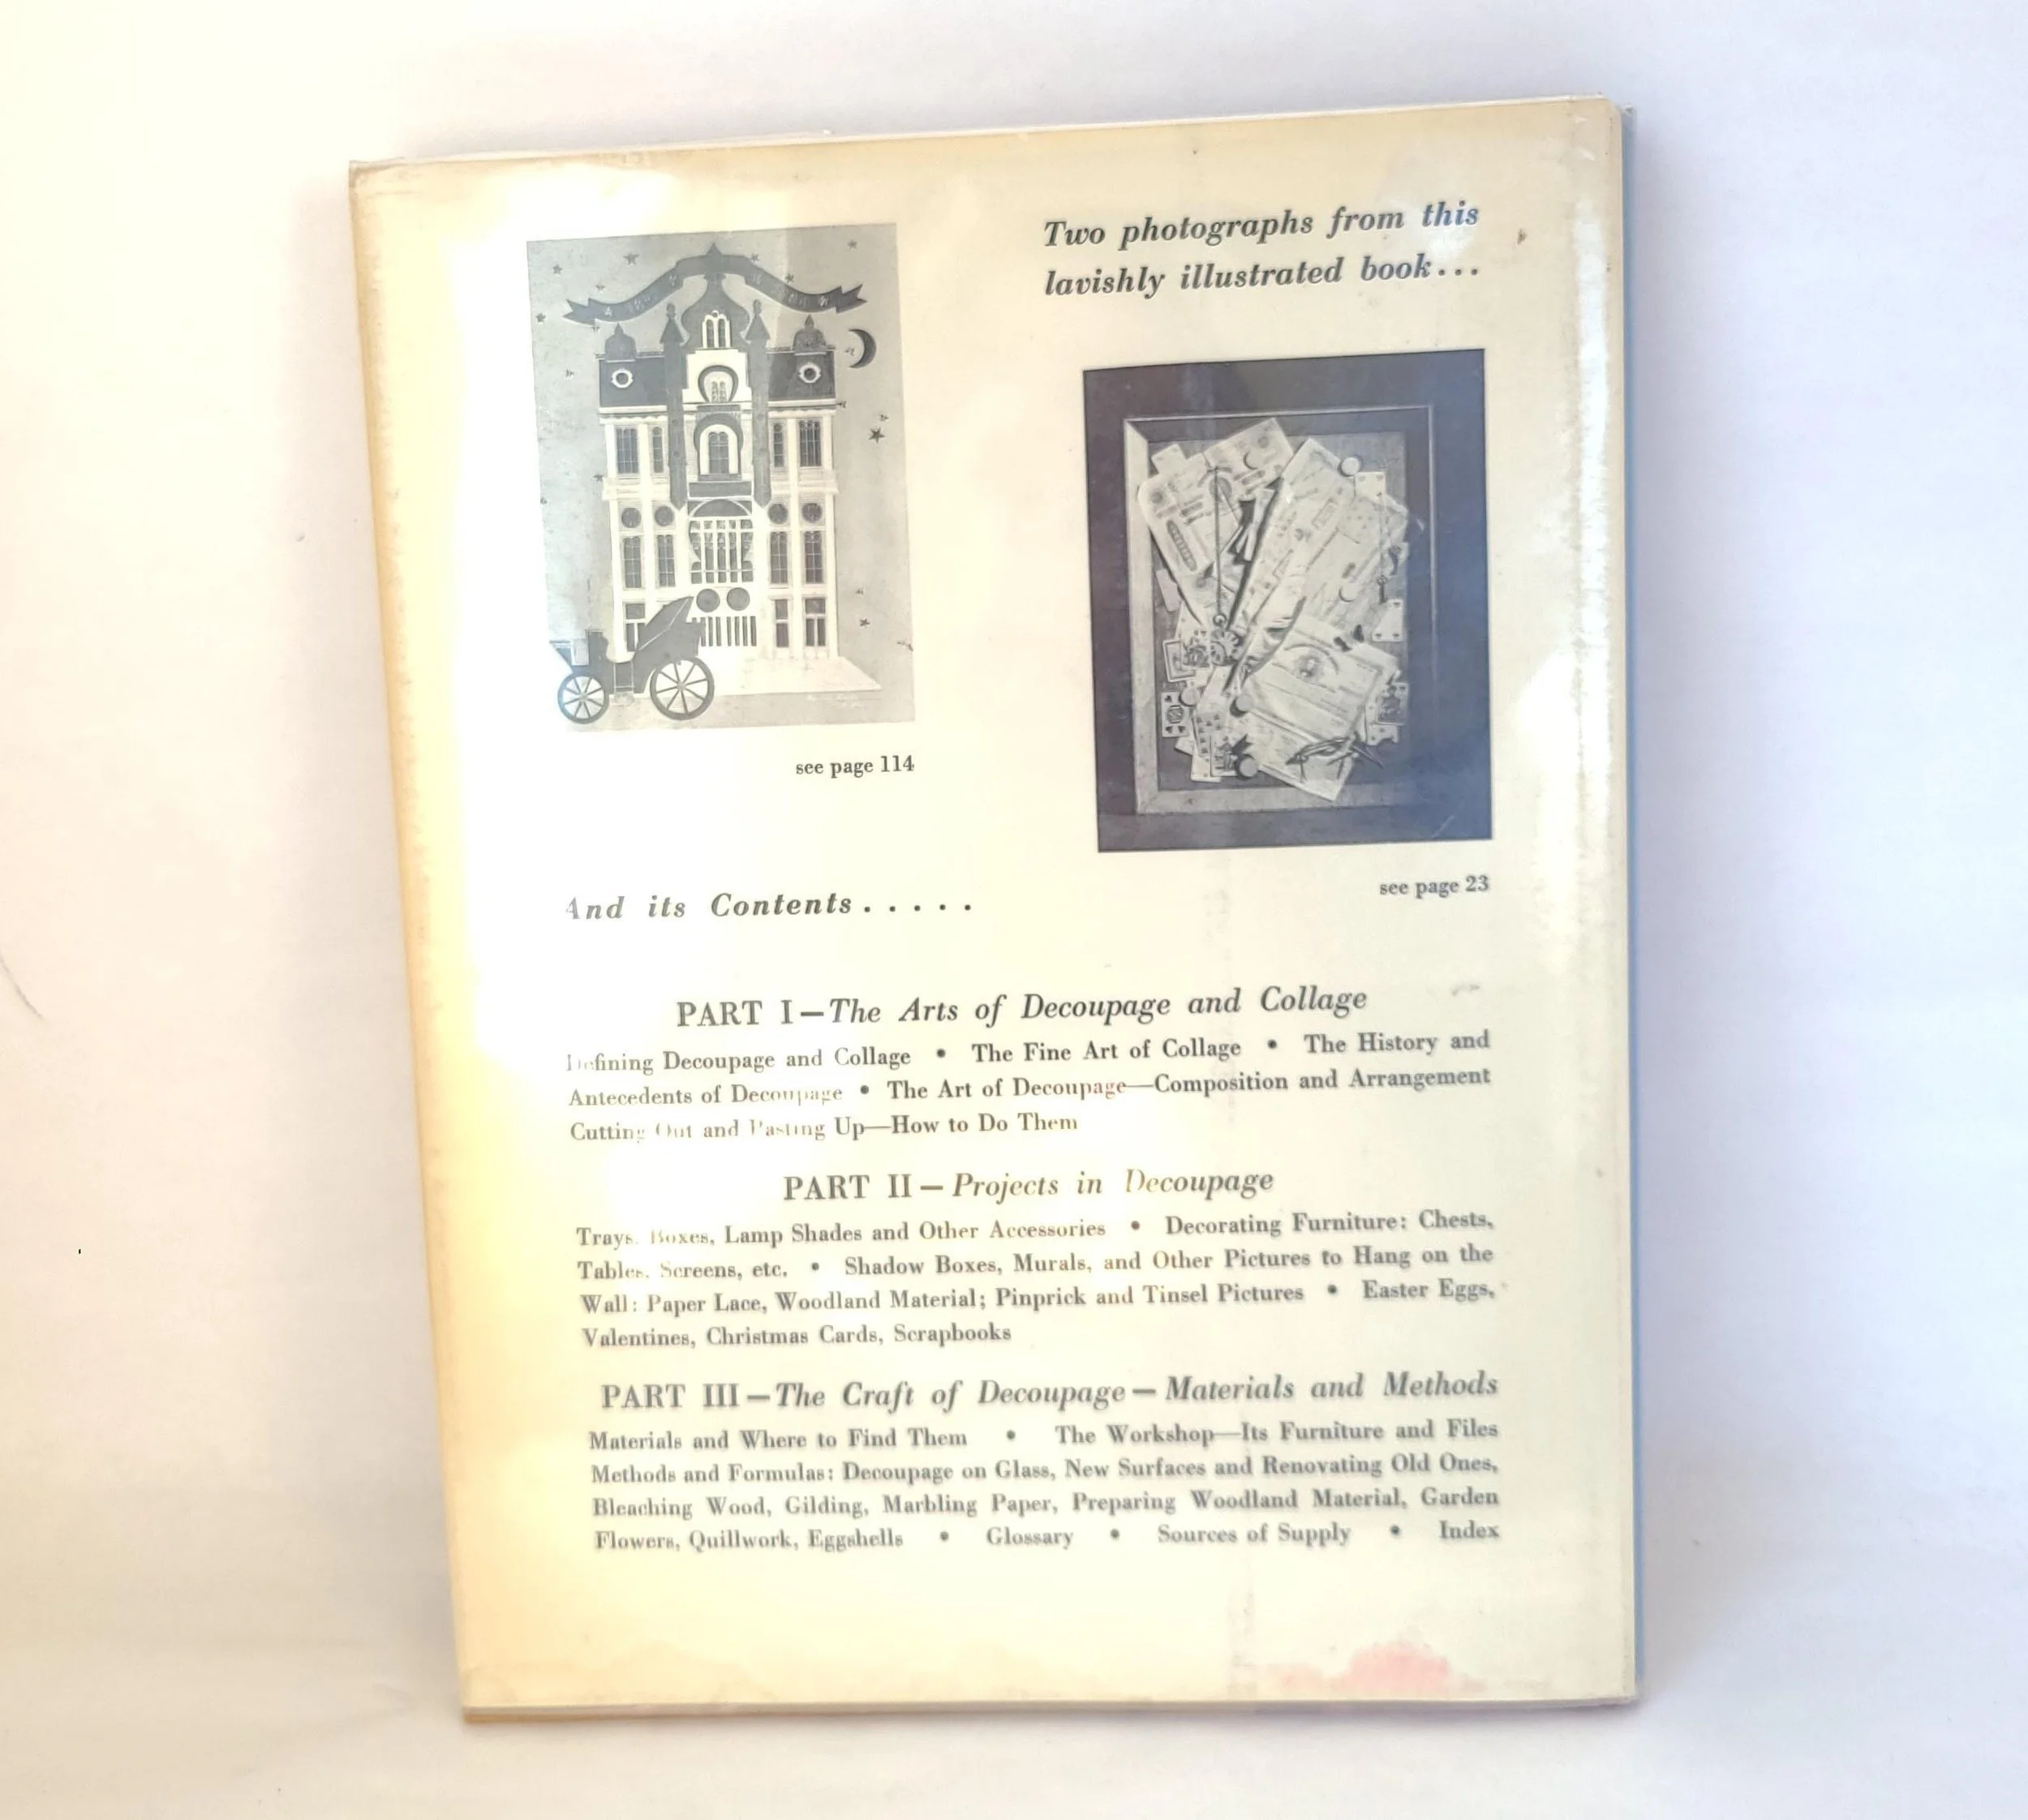 Two photographs from this
lavishly illustrated book...
see page 114
see page 23
And its Contents.....
PART I—The Arts of Decoupage and Collage
Defining Decoupage and Collage • The Fine Art of Collage • The History and
Antecedents of Decoupage • The Art of Decoupage—Composition and Arrangement
Cutting Out and Pasting Up—How to Do Them
PART II—Projects in Decoupage
Trays, Boxes, Lamp Shades and Other Accessories • Decorating Furniture: Chests,
Tables, Screens, etc. • Shadow Boxes, Murals, and Other Pictures to Hang on the
Wall: Paper Lace, Woodland Material; Pinprick and Tinsel Pictures • Easter Eggs,
Valentines, Christmas Cards, Scrapbooks
PART III—The Craft of Decoupage—Materials and Methods
Materials and Where to Find Them • The Workshop—Its Furniture and Files
Methods and Formulas: Decoupage on Glass, New Surfaces and Renovating Old Ones,
Bleaching Wood, Gilding, Marbling Paper, Preparing Woodland Material, Garden
Flowers, Quillwork, Eggshells • Glossary • Sources of Supply • Index